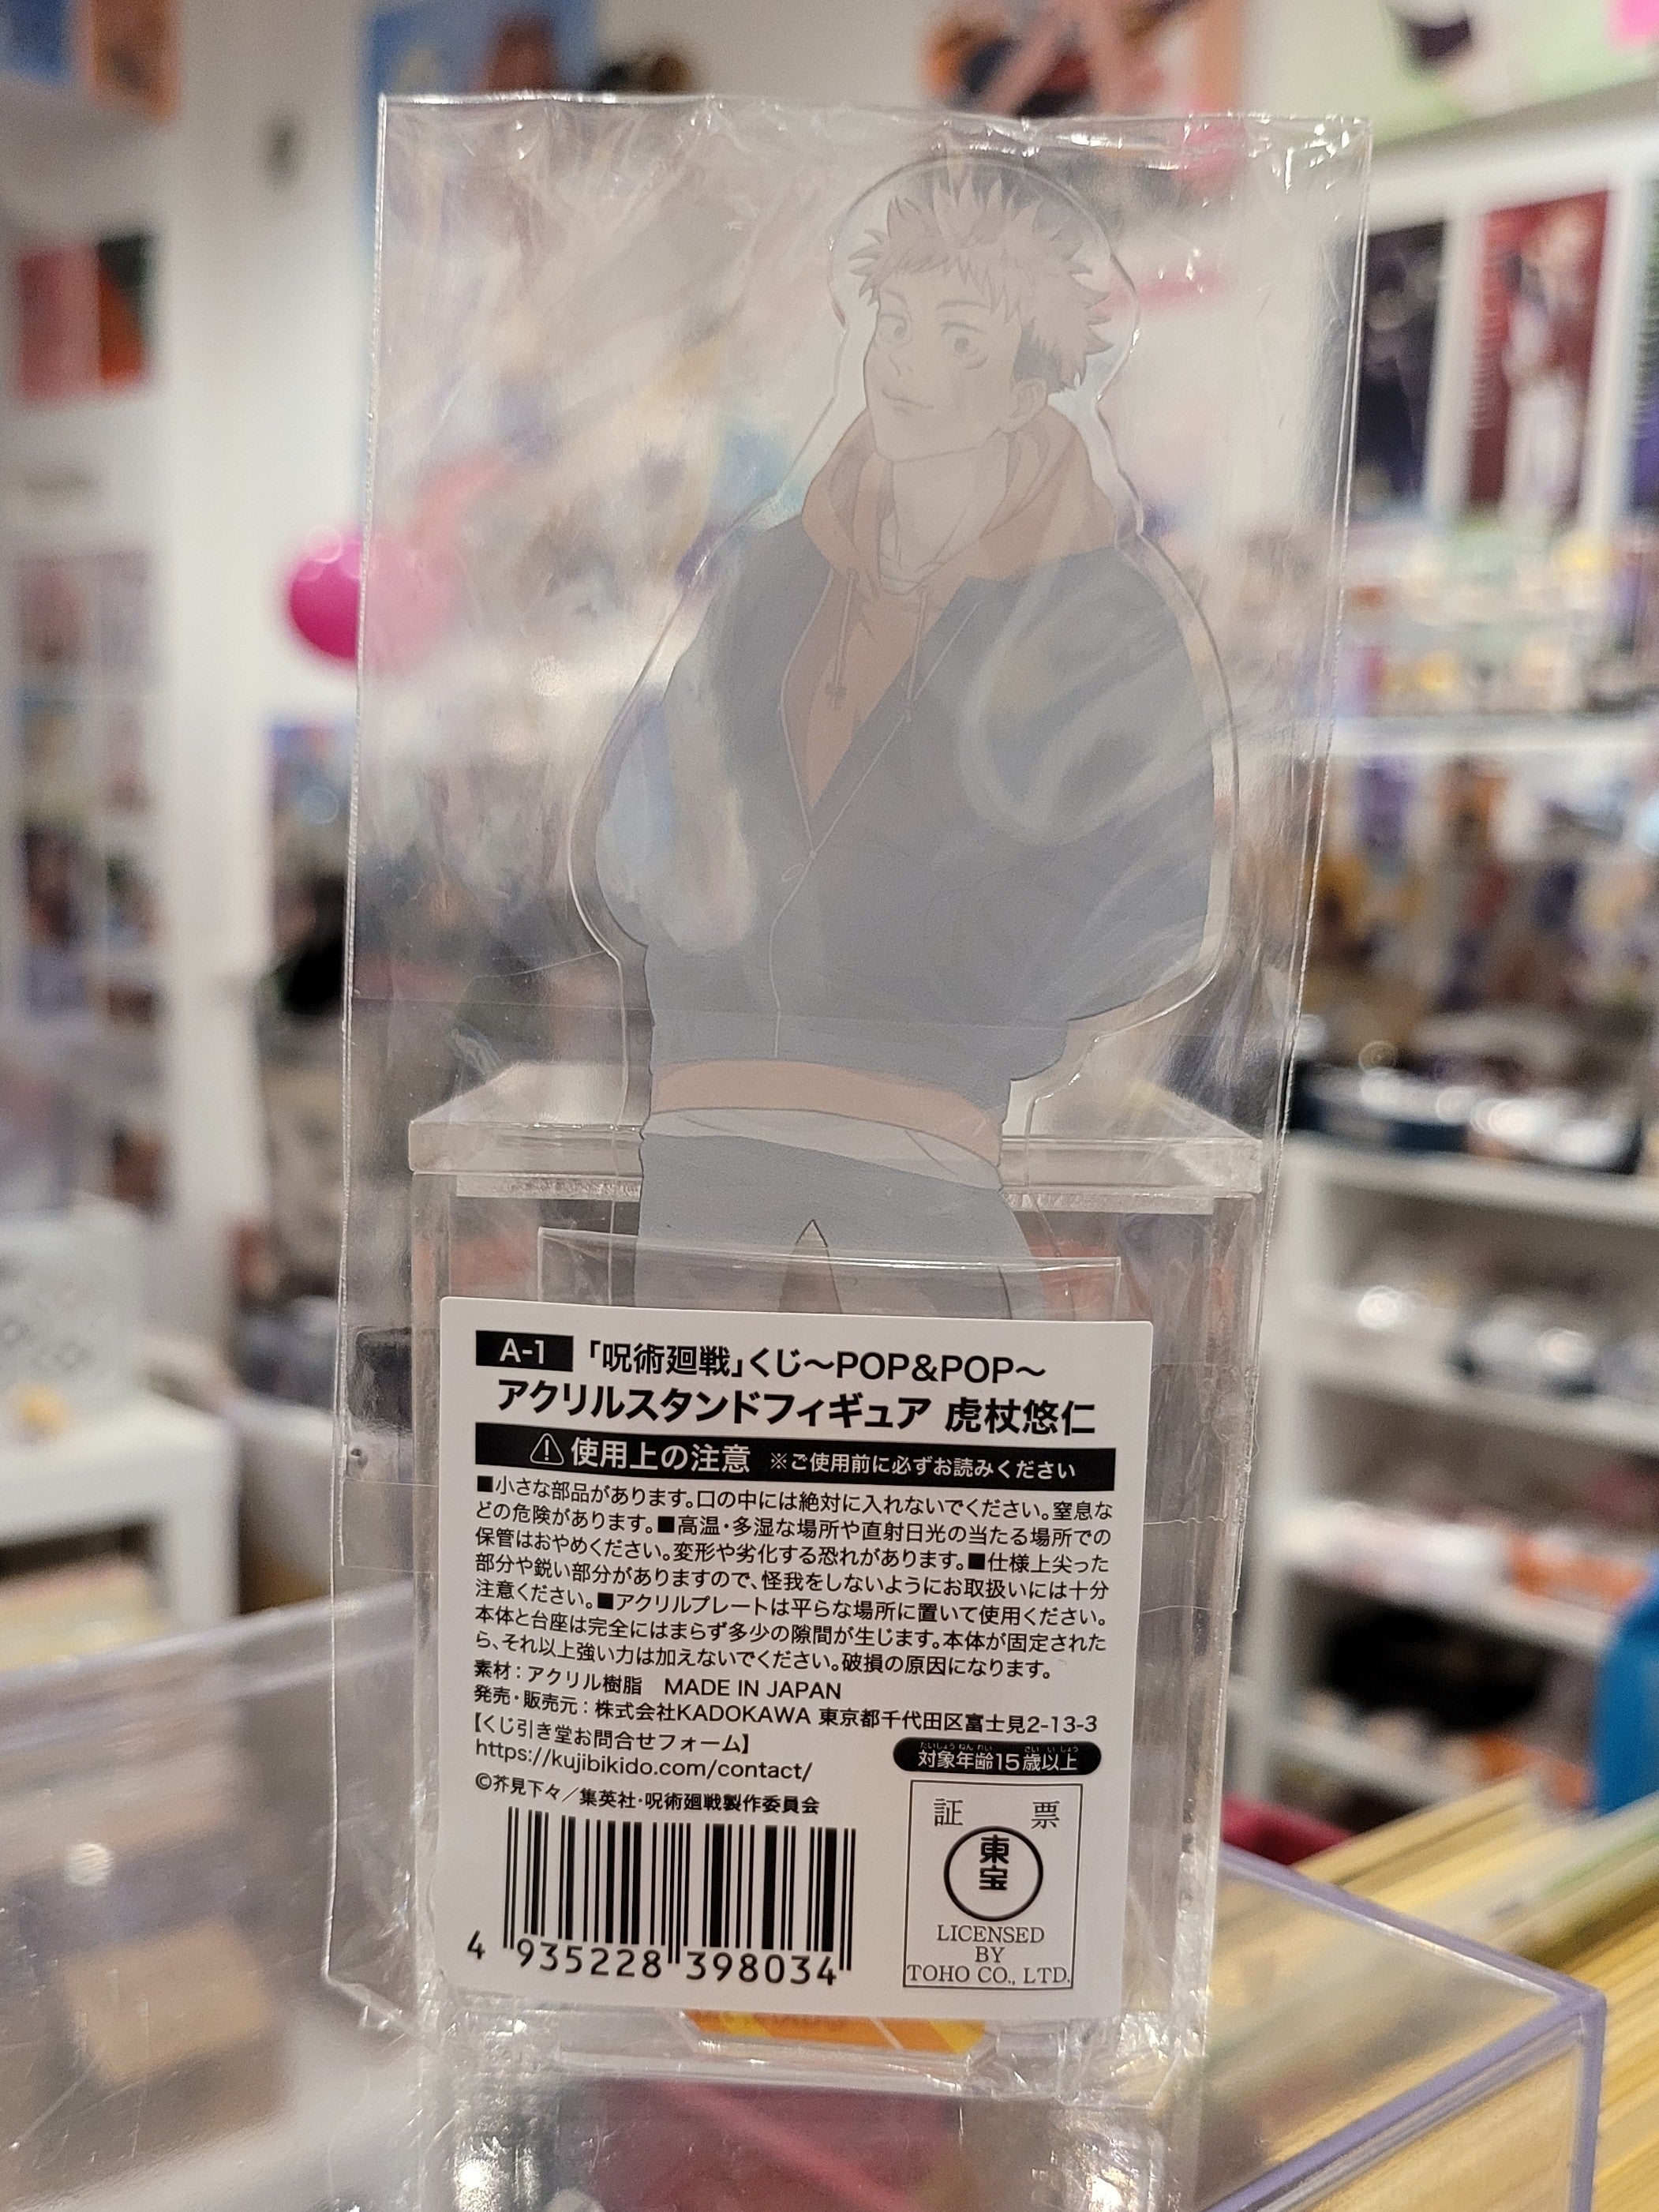 A-1 「呪術廻戦」くじ～POP&POP～
アクリルスタンドフィギュア 虎杖悠仁
使用上の注意 ※ご使用前に必ずお読みください
■小さな部品があります。口の中には絶対に入れないでください。窒息な
どの危険があります。■高温・多湿な場所や直射日光の当たる場所での
保管はおやめください。変形や劣化する恐れがあります。■仕様上尖った
部分や鋭い部分がありますので、怪我をしないようにお取扱いには十分
注意ください。■アクリルプレートは平らな場所に置いて使用ください。
本体と台座は完全にはまらず多少の隙間が生じます。本体が固定された
ら、それ以上強い力は加えないでください。破損の原因になります。
素材：アクリル樹脂 MADE IN JAPAN
発売・販売元：株式会社KADOKAWA 東京都千代田区富士見2-13-3
【くじ引き堂お問合せフォーム】
https://kujibikido.com/contact/
©芥見下々／集英社・呪術廻戦製作委員会
たいしょうねんれい さいいじょう
対象年齢15歳以上
証 票
東宝
LICENSED
BY
TOHO CO., LTD.
4 935228 398034